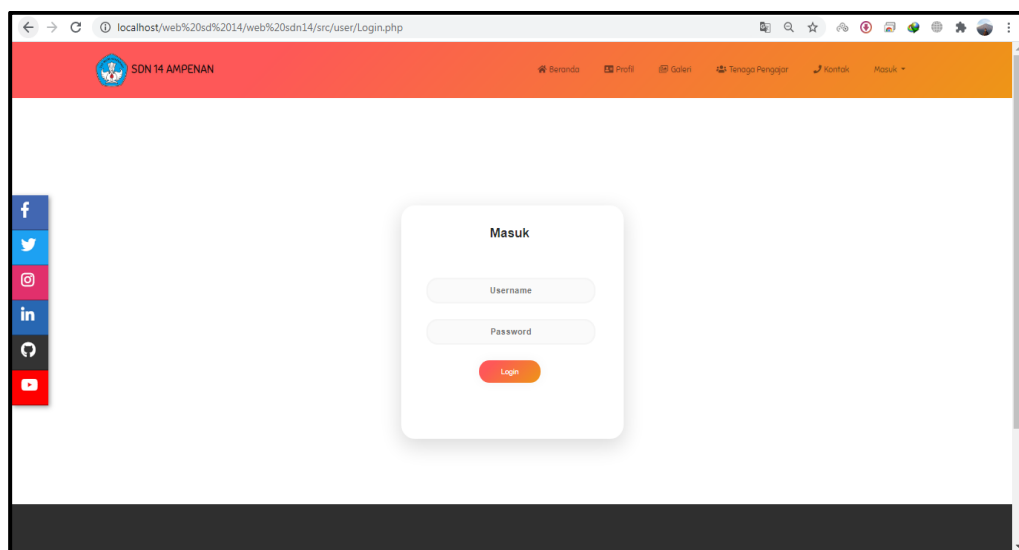 localhost/web%20sd%2014/web%20sdn14/src/user/Login.php
SDN 14 AMPENAN
Beranda
Profil
Galeri
Tenaga Pengajar
Kontak
Masuk
f
in
Masuk
Username
Password
Login